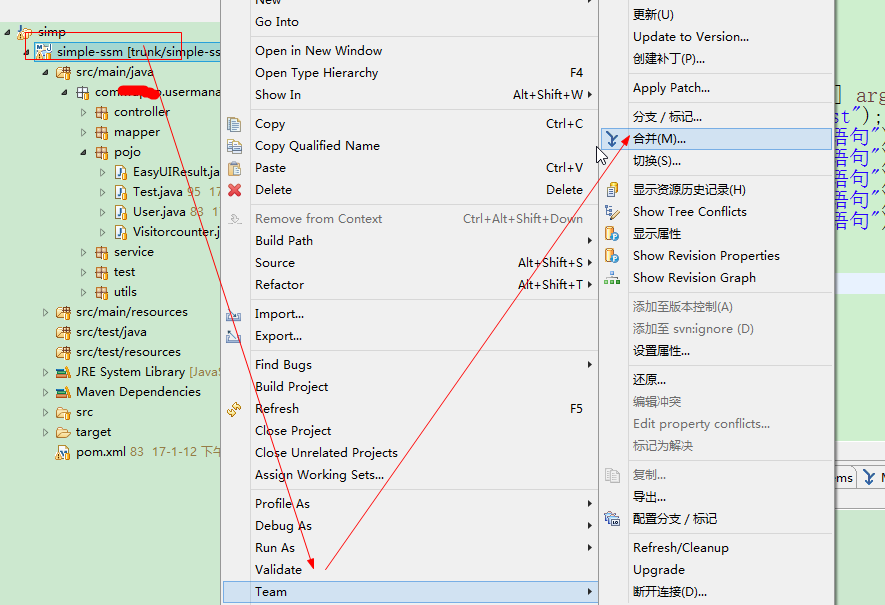 simp
simple-ssm [trunk/simple-ss
src/main/java
com
usermana
controller
mapper
pojo
EasyUIResult.ja
Test.java 95 17
User.java 83 1
Visitorcounter.j
service
test
utils
src/main/resources
src/test/java
src/test/resources
JRE System Library [JavaS
Maven Dependencies
src
target
pom.xml 83 17-1-12 下午
New
Go Into
Open in New Window
Open Type Hierarchy F4
Show In Alt+Shift+W
Copy Ctrl+C
Copy Qualified Name
Paste Ctrl+V
Delete Delete
Remove from Context Ctrl+Alt+Shift+Down
Build Path
Source Alt+Shift+S
Refactor Alt+Shift+T
Import...
Export...
Find Bugs
Build Project
Refresh F5
Close Project
Close Unrelated Projects
Assign Working Sets...
Profile As
Debug As
Run As
Validate
Team
更新(U)
Update to Version...
创建补丁(P)...
Apply Patch...
分支 / 标记...
合并(M)...
切换(S)...
显示资源历史记录(H)
Show Tree Conflicts
显示属性
Show Revision Properties
Show Revision Graph
添加至版本控制(A)
添加至 svn:ignore (D)
设置属性...
还原...
编辑冲突
Edit property conflicts...
标记为解决
复制...
导出...
配置分支 / 标记
Refresh/Cleanup
Upgrade
断开连接(D)...
] arg
st");
语句"
语句"
语句"
语句"
语句"
ms